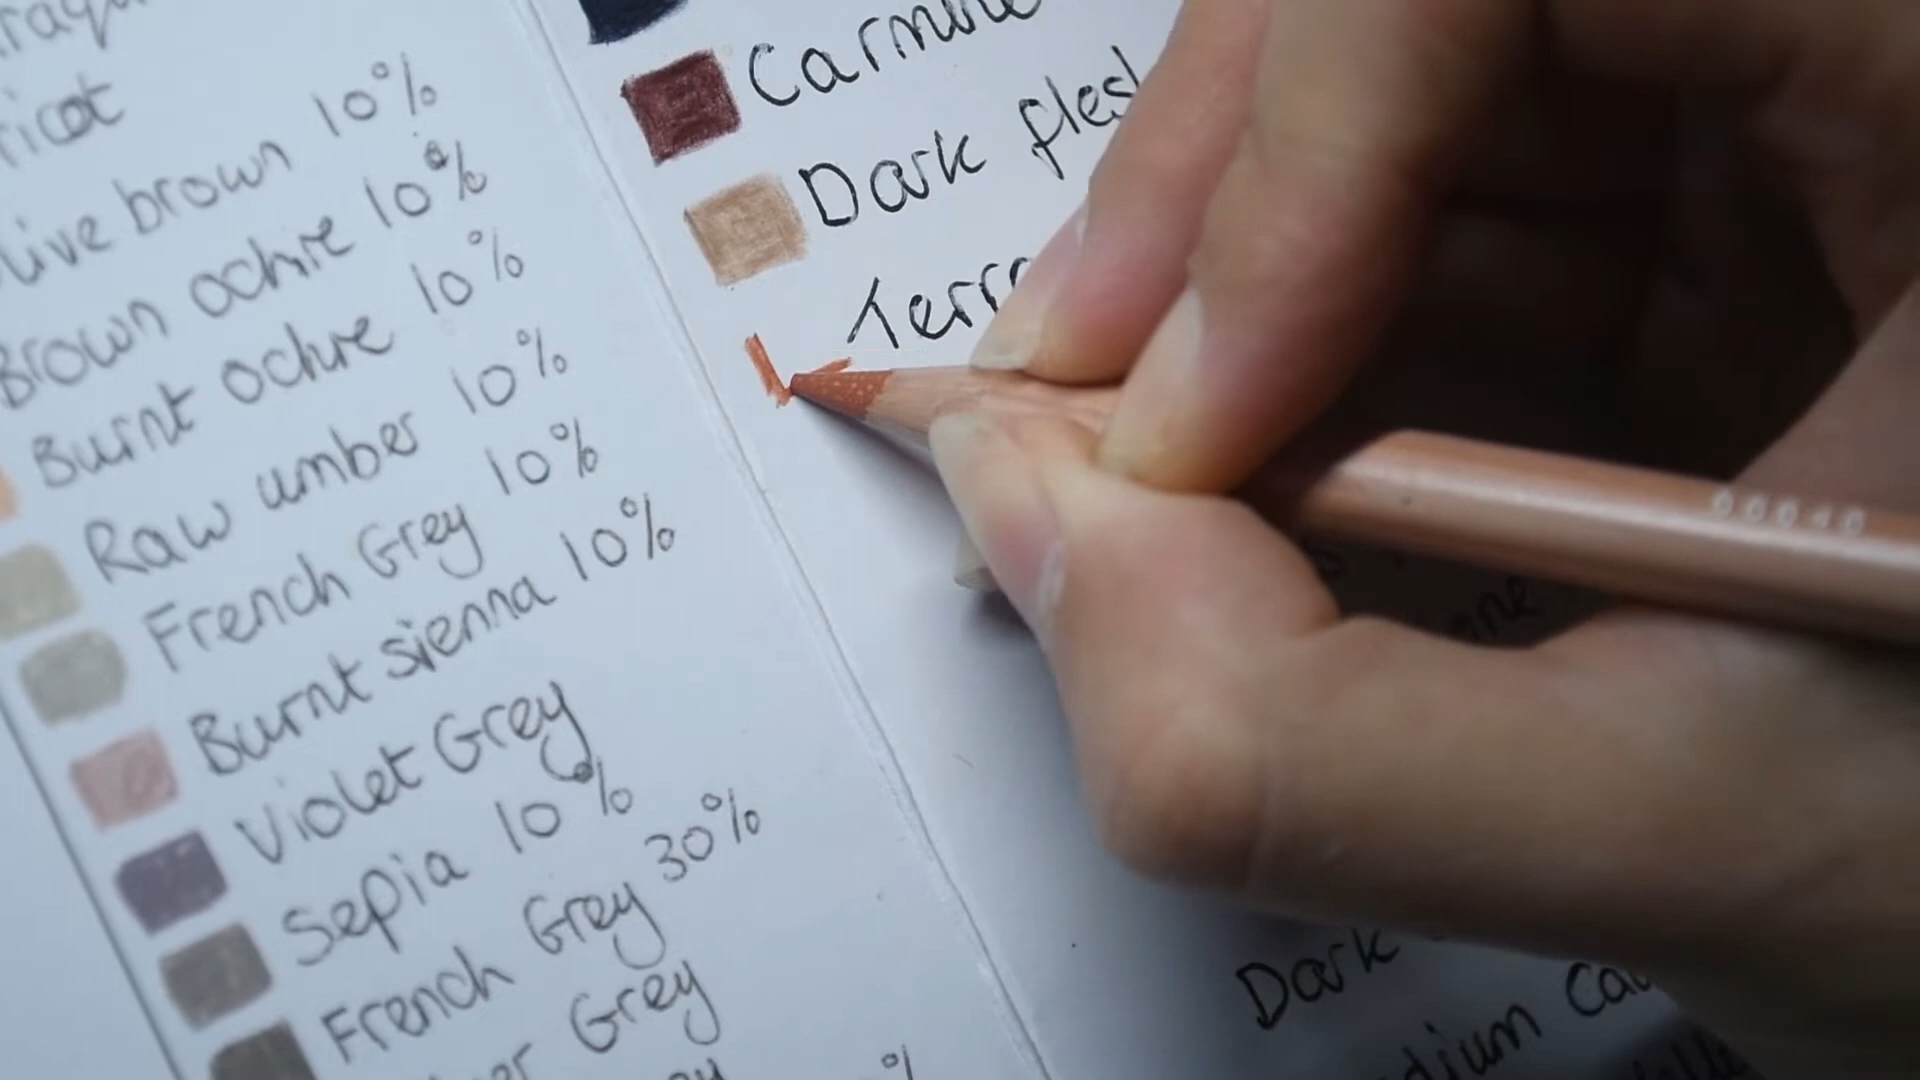 10%
Olive brown 10%
Brown ochre 10%
Burnt ochre 10%
Raw umber 10%
French Grey 10%
Burnt sienna 10%
Violet Grey
Sepia 10%
French Grey 30%
Grey
%
Carmine
Dark flesh
Terr
Dark